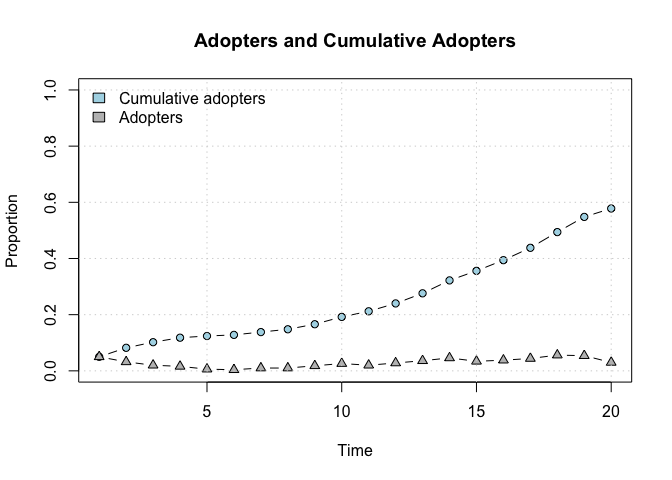 Adopters and Cumulative Adopters
Cumulative adopters
Adopters
Proportion
1.0
0.8
0.6
0.4
0.2
0.0
5 10 15 20
Time